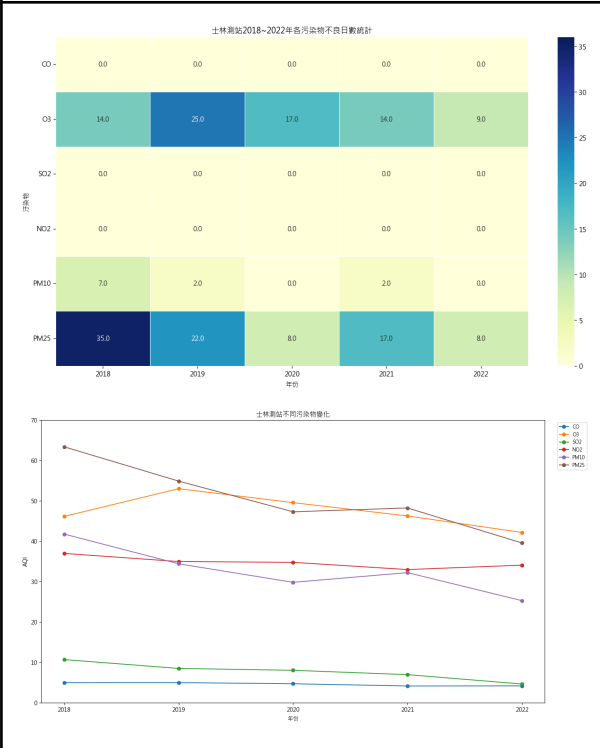 士林測站2018~2022年各污染物不良日數統計
CO 0.0 0.0 0.0 0.0 0.0
O3 14.0 25.0 17.0 14.0 9.0
SO2 0.0 0.0 0.0 0.0 0.0
NO2 0.0 0.0 0.0 0.0 0.0
PM10 7.0 2.0 0.0 2.0 0.0
PM25 35.0 22.0 8.0 17.0 8.0
2018 2019 2020 2021 2022
年份
污染物
35
30
25
20
15
10
5
0
士林測站不同污染物變化
70
60
50
40
30
20
10
0
AQI
2018 2019 2020 2021 2022
年份
CO
O3
SO2
NO2
PM10
PM25